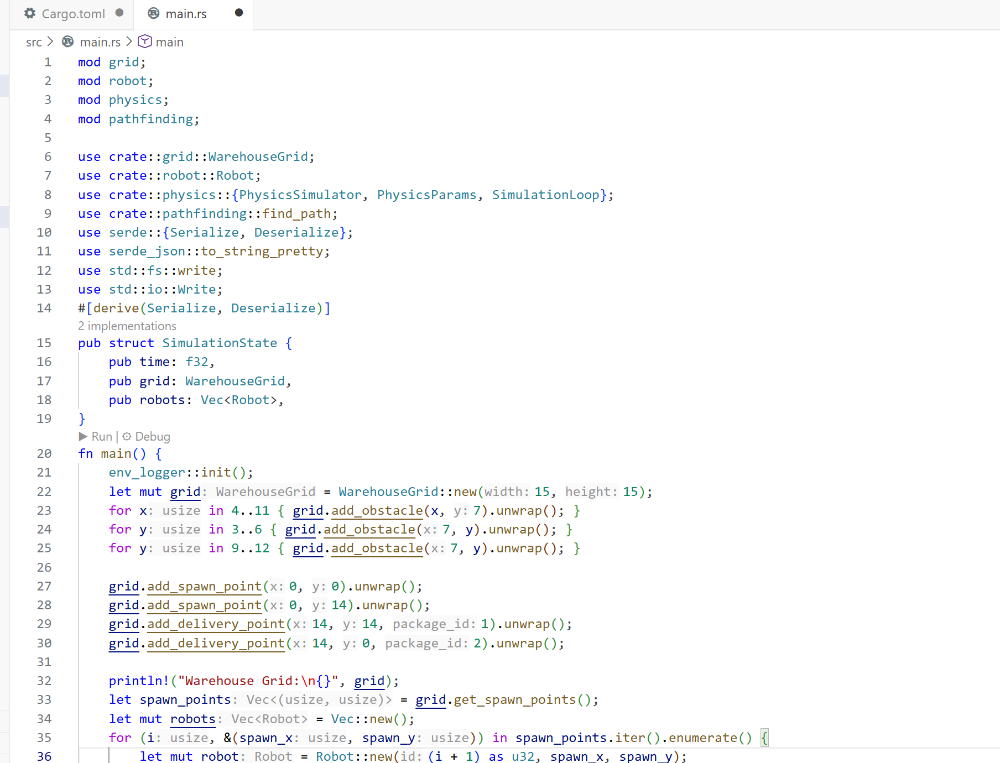 Cargo.toml
main.rs
src > main.rs > main
1 mod grid;
2 mod robot;
3 mod physics;
4 mod pathfinding;
5
6 use crate::grid::WarehouseGrid;
7 use crate::robot::Robot;
8 use crate::physics::{PhysicsSimulator, PhysicsParams, SimulationLoop};
9 use crate::pathfinding::find_path;
10 use serde::{Serialize, Deserialize};
11 use serde_json::to_string_pretty;
12 use std::fs::write;
13 use std::io::Write;
14 #[derive(Serialize, Deserialize)]
2 implementations
15 pub struct SimulationState {
16     pub time: f32,
17     pub grid: WarehouseGrid,
18     pub robots: Vec<Robot>,
19 }
Run | Debug
20 fn main() {
21     env_logger::init();
22     let mut grid: WarehouseGrid = WarehouseGrid::new(width: 15, height: 15);
23     for x: usize in 4..11 { grid.add_obstacle(x, y: 7).unwrap(); }
24     for y: usize in 3..6 { grid.add_obstacle(x: 7, y).unwrap(); }
25     for y: usize in 9..12 { grid.add_obstacle(x: 7, y).unwrap(); }
26
27     grid.add_spawn_point(x: 0, y: 0).unwrap();
28     grid.add_spawn_point(x: 0, y: 14).unwrap();
29     grid.add_delivery_point(x: 14, y: 14, package_id: 1).unwrap();
30     grid.add_delivery_point(x: 14, y: 0, package_id: 2).unwrap();
31
32     println!("Warehouse Grid:\n{}", grid);
33     let spawn_points: Vec<(usize, usize)> = grid.get_spawn_points();
34     let mut robots: Vec<Robot> = Vec::new();
35     for (i: usize, &(spawn_x: usize, spawn_y: usize)) in spawn_points.iter().enumerate() {
36         let mut robot: Robot = Robot::new(id: (i + 1) as u32, spawn_x, spawn_y);